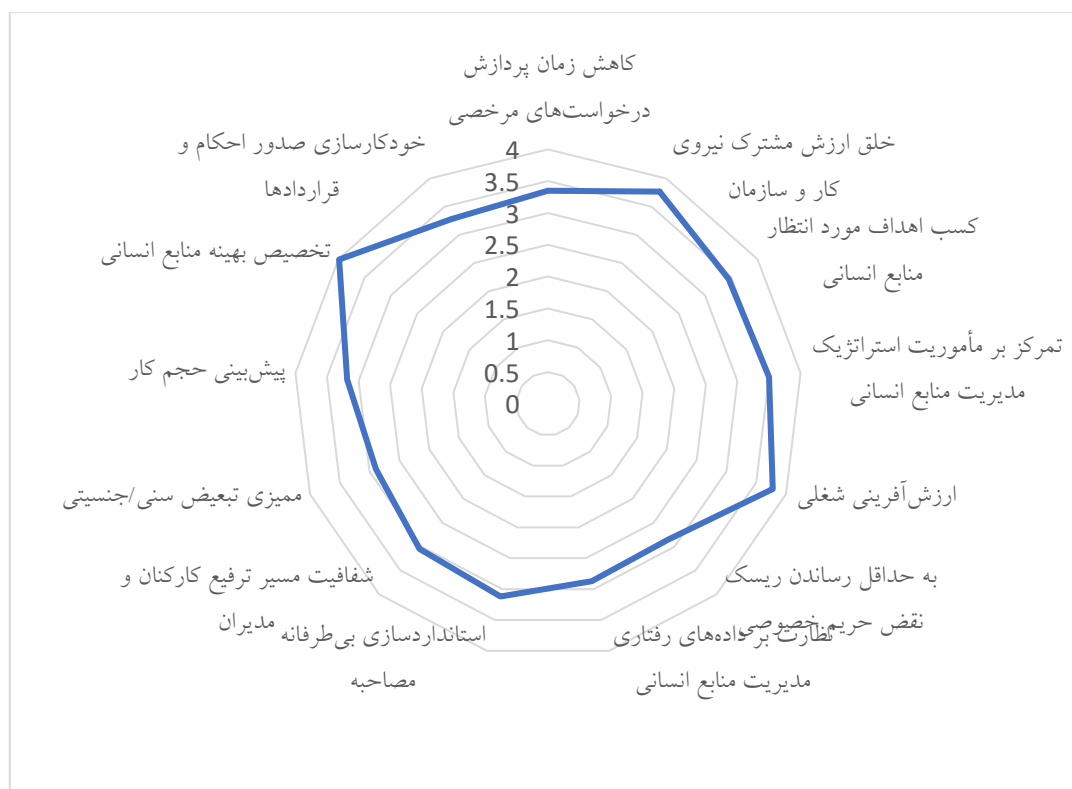 کاهش زمان پردازش
درخواست‌های مرخصی
خلق ارزش مشترک نیروی
کار و سازمان
کسب اهداف مورد انتظار
منابع انسانی
تمرکز بر مأموریت استراتژیک
مدیریت منابع انسانی
ارزش‌آفرینی شغلی
به حداقل رساندن ریسک
نقض حریم خصوصی
نظارت بر داده‌های رفتاری
مدیریت منابع انسانی
استانداردسازی بی‌طرفانه
مصاحبه
شفافیت مسیر ترفیع کارکنان و
مدیران
ممیزی تبعیض سنی/جنسیتی
پیش‌بینی حجم کار
تخصیص بهینه منابع انسانی
خودکارسازی صدور احکام و
قراردادها
4
3.5
3
2.5
2
1.5
1
0.5
0